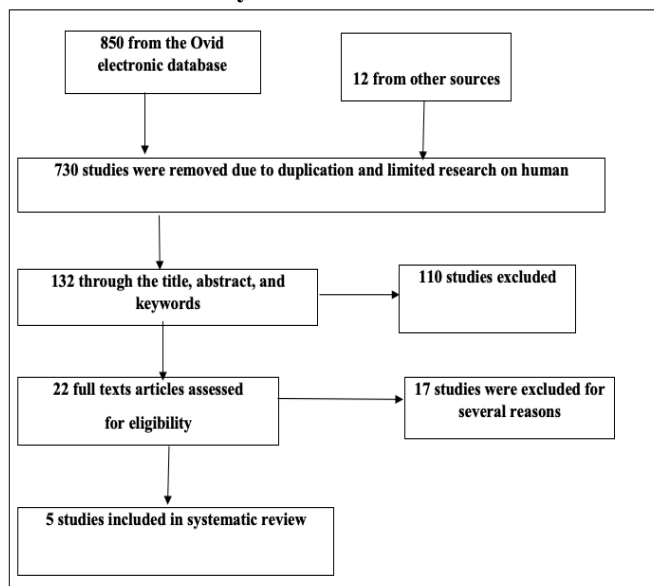 850 from the Ovid
electronic database
12 from other sources
730 studies were removed due to duplication and limited research on human
132 through the title, abstract, and
keywords
110 studies excluded
22 full texts articles assessed
for eligibility
17 studies were excluded for
several reasons
5 studies included in systematic review